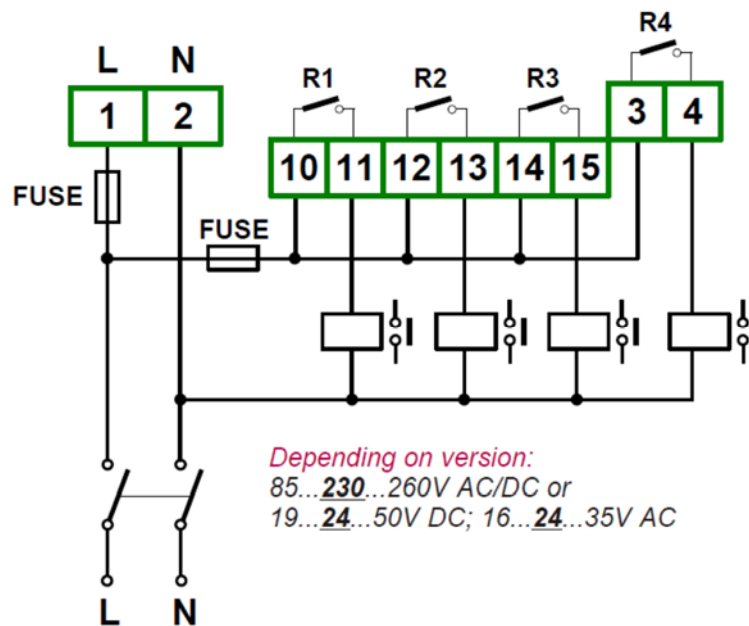 R4
L N
R1 R2 R3
1 2
3 4
10 11 12 13 14 15
FUSE
FUSE
Depending on version:
85...230...260V AC/DC or
19...24...50V DC; 16...24...35V AC
L N